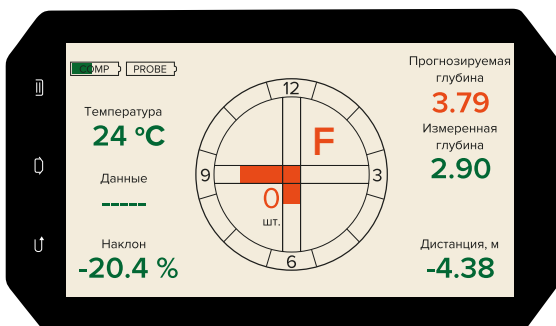 COMP PROBE
Температура
24 °C
Данные
-----
Наклон
-20.4 %
12
F
9
3
0
шт.
6
Прогнозируемая
глубина
3.79
Измеренная
глубина
2.90
Дистанция, м
-4.38